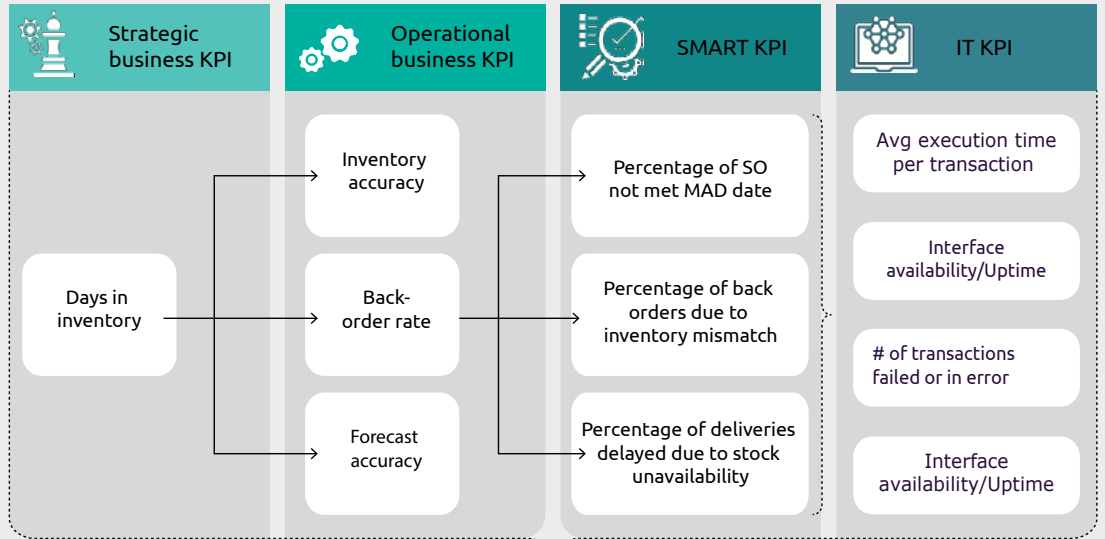 Strategic
business KPI
Operational
business KPI
SMART KPI
IT KPI
Days in
inventory
Inventory
accuracy
Back-
order rate
Forecast
accuracy
Percentage of SO
not met MAD date
Percentage of back
orders due to
inventory mismatch
Percentage of deliveries
delayed due to stock
unavailability
Avg execution time
per transaction
Interface
availability/Uptime
# of transactions
failed or in error
Interface
availability/Uptime